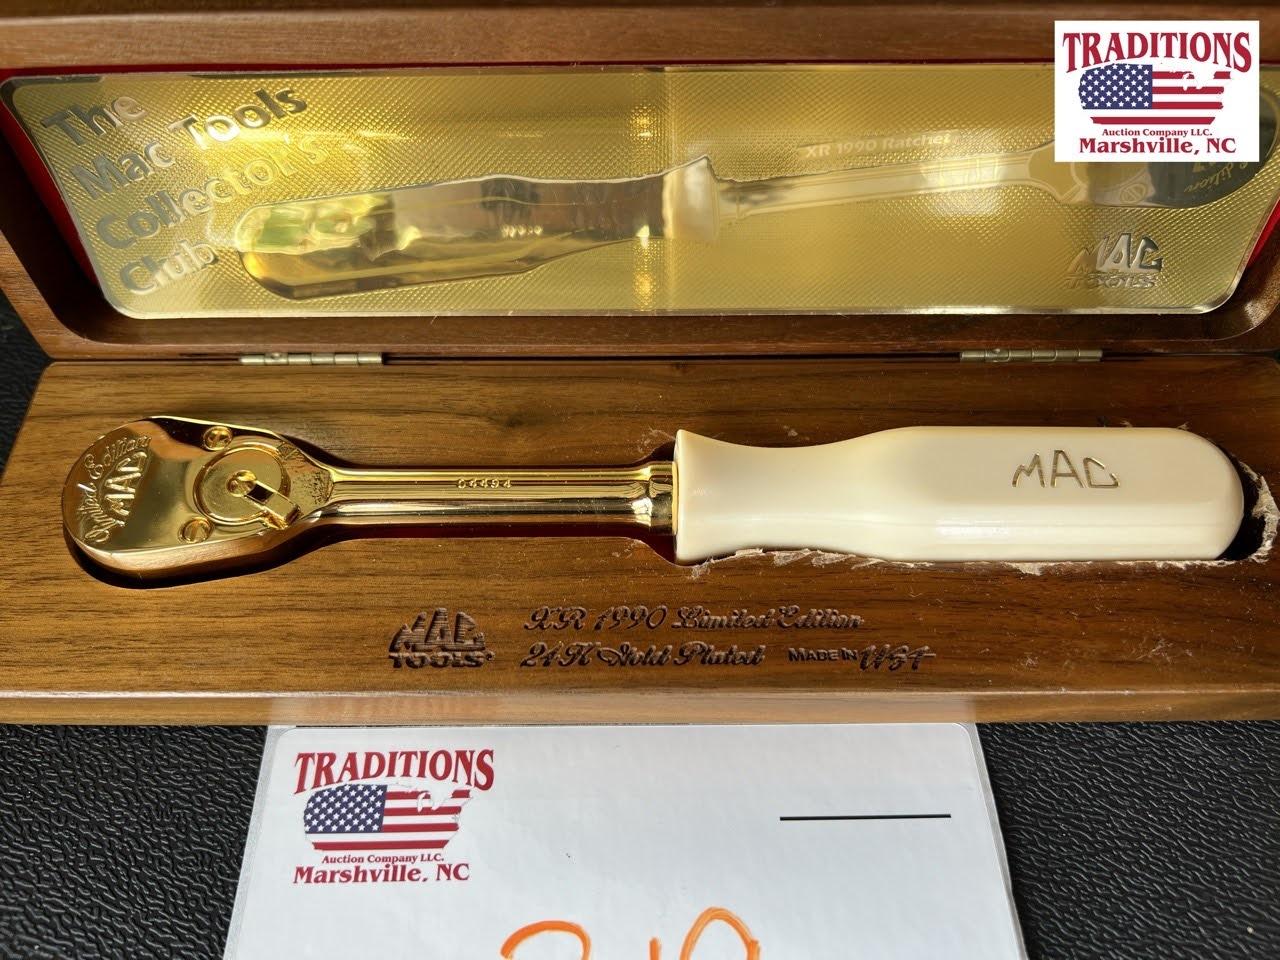 TRADITIONS
Auction Company LLC.
Marshville, NC
The
Mac Tools
Collector's
Club
XR 1990 Ratchet
Edition
MAC
TOOLS
Limited Edition
MAC
04494
MAC
MAC
TOOLS
XR 1990 Limited Edition
24K Gold Plated MADE IN USA
TRADITIONS
Auction Company LLC.
Marshville, NC